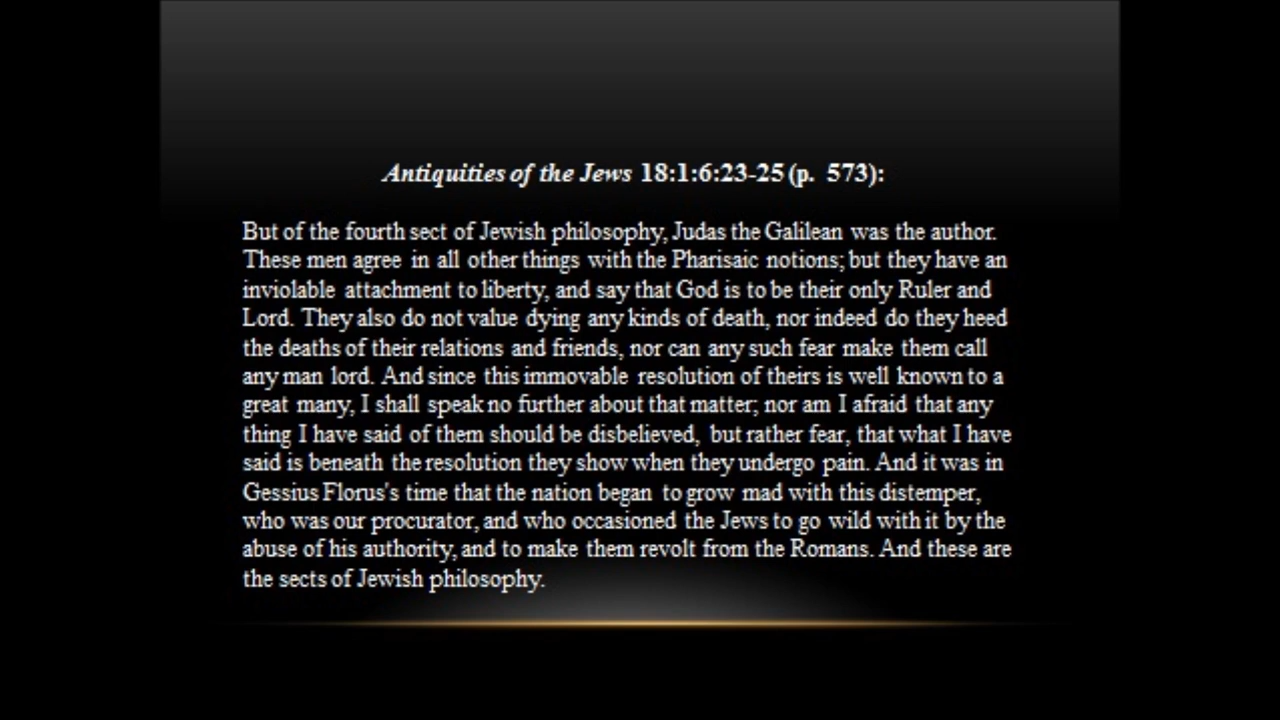 Antiquities of the Jews 18:1:6:23-25 (p. 573):
But of the fourth sect of Jewish philosophy, Judas the Galilean was the author.
These men agree in all other things with the Pharisaic notions; but they have an
inviolable attachment to liberty, and say that God is to be their only Ruler and
Lord. They also do not value dying any kinds of death, nor indeed do they heed
the deaths of their relations and friends, nor can any such fear make them call
any man lord. And since this immovable resolution of theirs is well known to a
great many, I shall speak no further about that matter; nor am I afraid that any
thing I have said of them should be disbelieved, but rather fear, that what I have
said is beneath the resolution they show when they undergo pain. And it was in
Gessius Florus's time that the nation began to grow mad with this distemper,
who was our procurator, and who occasioned the Jews to go wild with it by the
abuse of his authority, and to make them revolt from the Romans. And these are
the sects of Jewish philosophy.